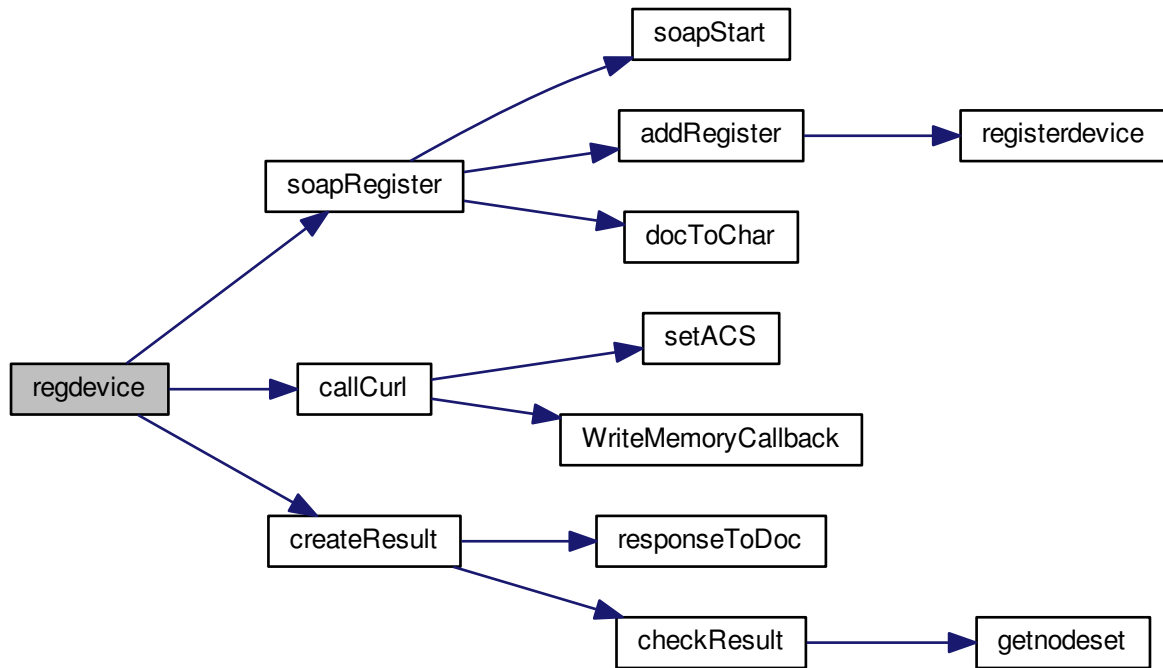 soapStart
addRegister
registerdevice
soapRegister
docToChar
setACS
regdevice
callCurl
WriteMemoryCallback
createResult
responseToDoc
checkResult
getnodeset